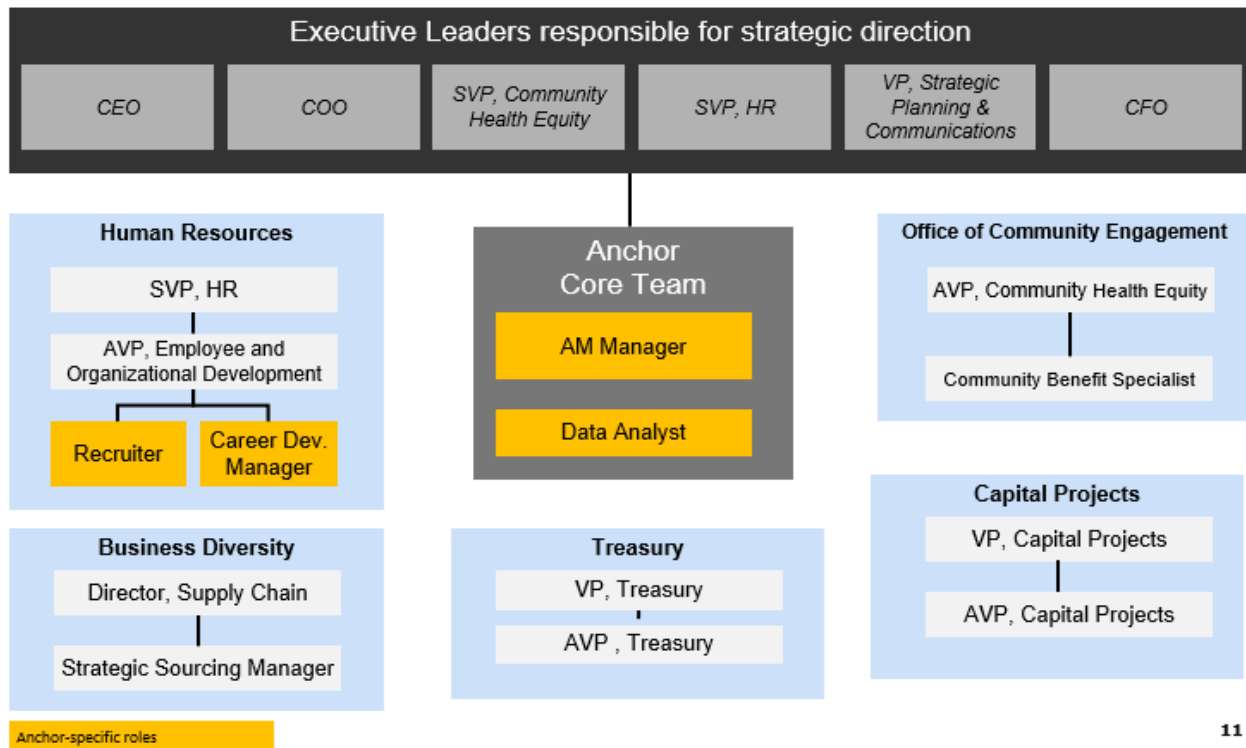 Executive Leaders responsible for strategic direction
CEO
COO
SVP, Community
Health Equity
SVP, HR
VP, Strategic
Planning &
Communications
CFO
Human Resources
SVP, HR
AVP, Employee and
Organizational Development
Recruiter
Career Dev.
Manager
Anchor
Core Team
AM Manager
Data Analyst
Office of Community Engagement
AVP, Community Health Equity
Community Benefit Specialist
Business Diversity
Director, Supply Chain
Strategic Sourcing Manager
Treasury
VP, Treasury
AVP , Treasury
Capital Projects
VP, Capital Projects
AVP, Capital Projects
Anchor-specific roles
11